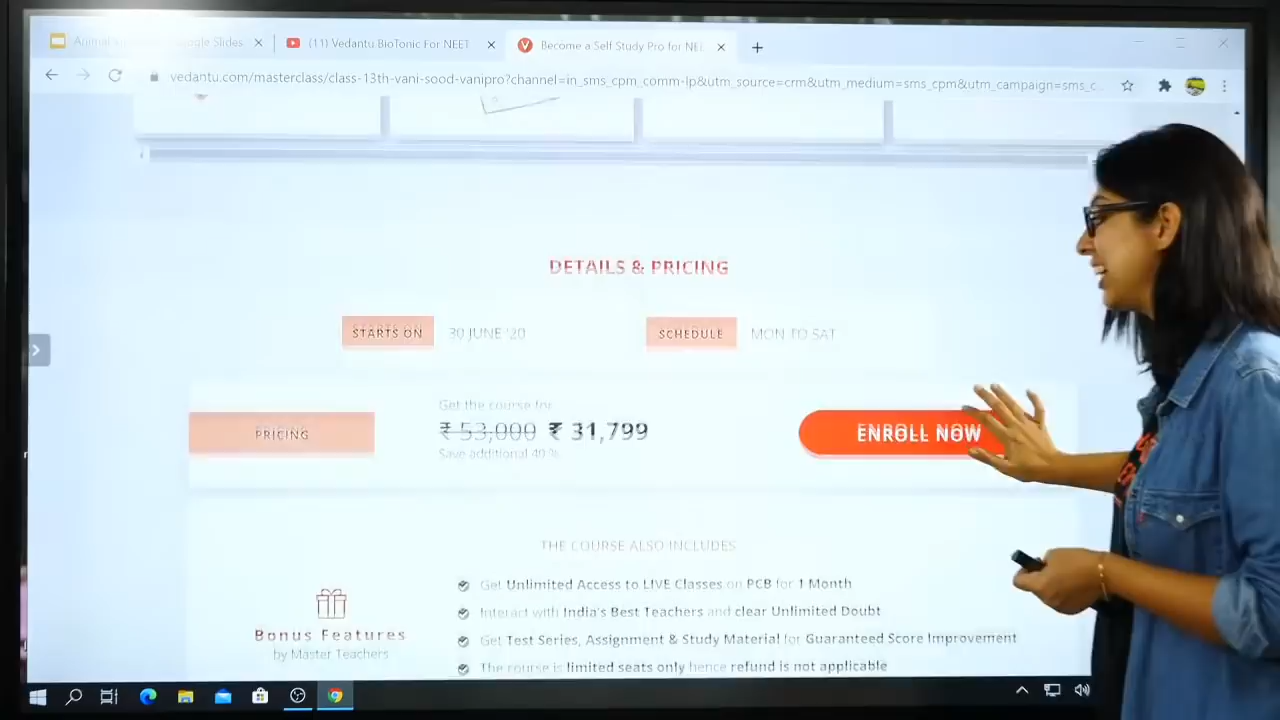 Google Slides
(11) Vedantu BioTonic For NEET
Become a Self Study Pro for NEE
vedantu.com/masterclass/class-13th-vani-sood-vanipro?channel=in_sms_cpm_comm-lp&utm_source=crm&utm_medium=sms_cpm&utm_campaign=sms_c...
DETAILS & PRICING
STARTS ON
30 JUNE '20
SCHEDULE
MON TO SAT
PRICING
Get the course for
₹ 53,000 ₹ 31,799
Save additional 40 %
ENROLL NOW
THE COURSE ALSO INCLUDES
Bonus Features
by Master Teachers
Get Unlimited Access to LIVE Classes on PCB for 1 Month
Interact with India's Best Teachers and clear Unlimited Doubt
Get Test Series, Assignment & Study Material for Guaranteed Score Improvement
The course is limited seats only hence refund is not applicable